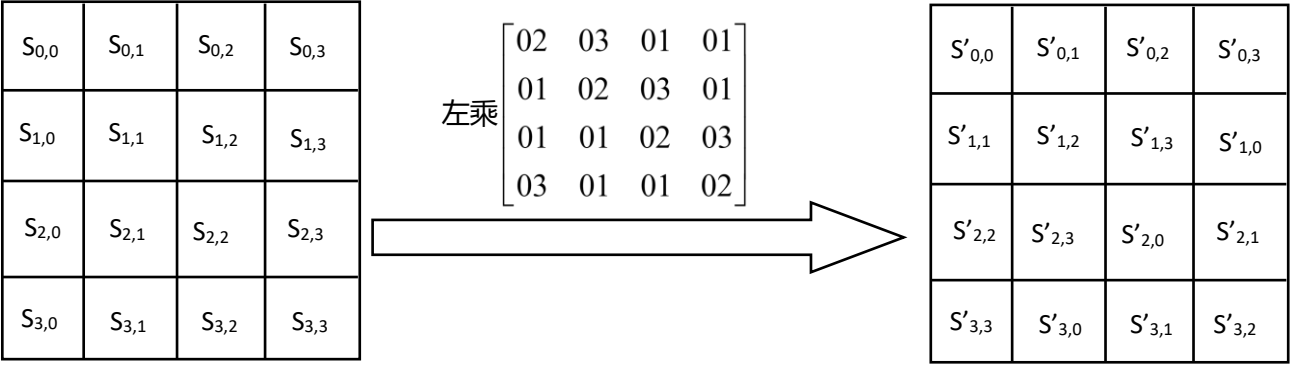 S0,0 S0,1 S0,2 S0,3
S1,0 S1,1 S1,2 S1,3
S2,0 S2,1 S2,2 S2,3
S3,0 S3,1 S3,2 S3,3
左乘
02 03 01 01
01 02 03 01
01 01 02 03
03 01 01 02
S’0,0 S’0,1 S’0,2 S’0,3
S’1,1 S’1,2 S’1,3 S’1,0
S’2,2 S’2,3 S’2,0 S’2,1
S’3,3 S’3,0 S’3,1 S’3,2